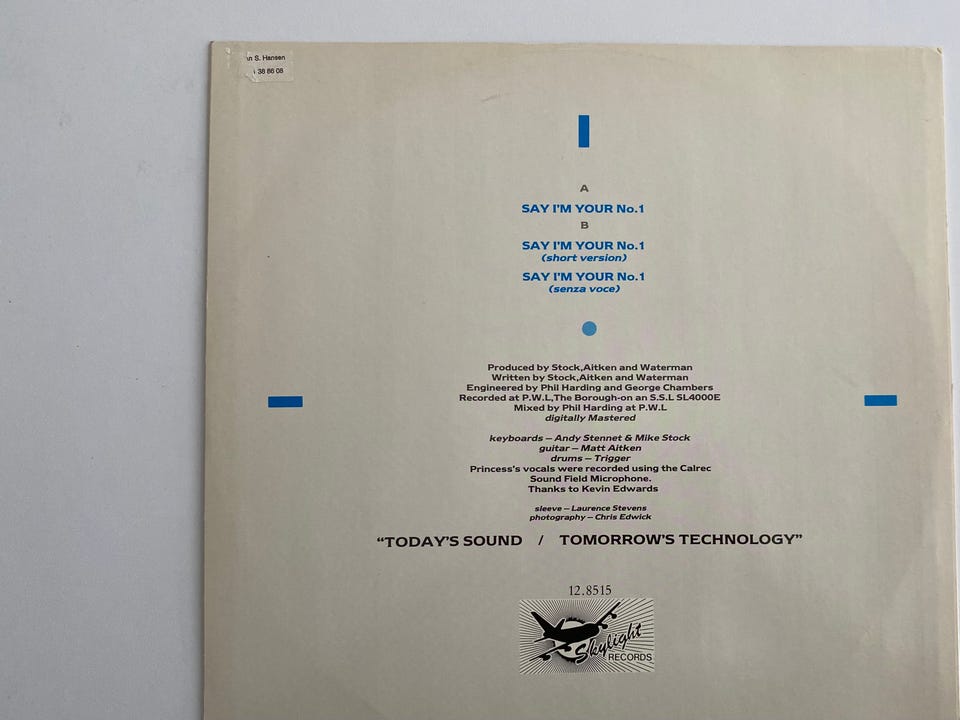 S. Hansen
38 86 08
A
SAY I'M YOUR No.1
B
SAY I'M YOUR No.1
(short version)
SAY I'M YOUR No.1
(senza voce)
Produced by Stock,Aitken and Waterman
Written by Stock,Aitken and Waterman
Engineered by Phil Harding and George Chambers
Recorded at P.W.L,The Borough-on an S.S.L SL4000E
Mixed by Phil Harding at P.W.L
digitally Mastered
keyboards – Andy Stennet & Mike Stock
guitar – Matt Aitken
drums – Trigger
Princess's vocals were recorded using the Calrec
Sound Field Microphone.
Thanks to Kevin Edwards
sleeve – Laurence Stevens
photography – Chris Edwick
“TODAY'S SOUND / TOMORROW'S TECHNOLOGY”
12.8515
Skylight
RECORDS